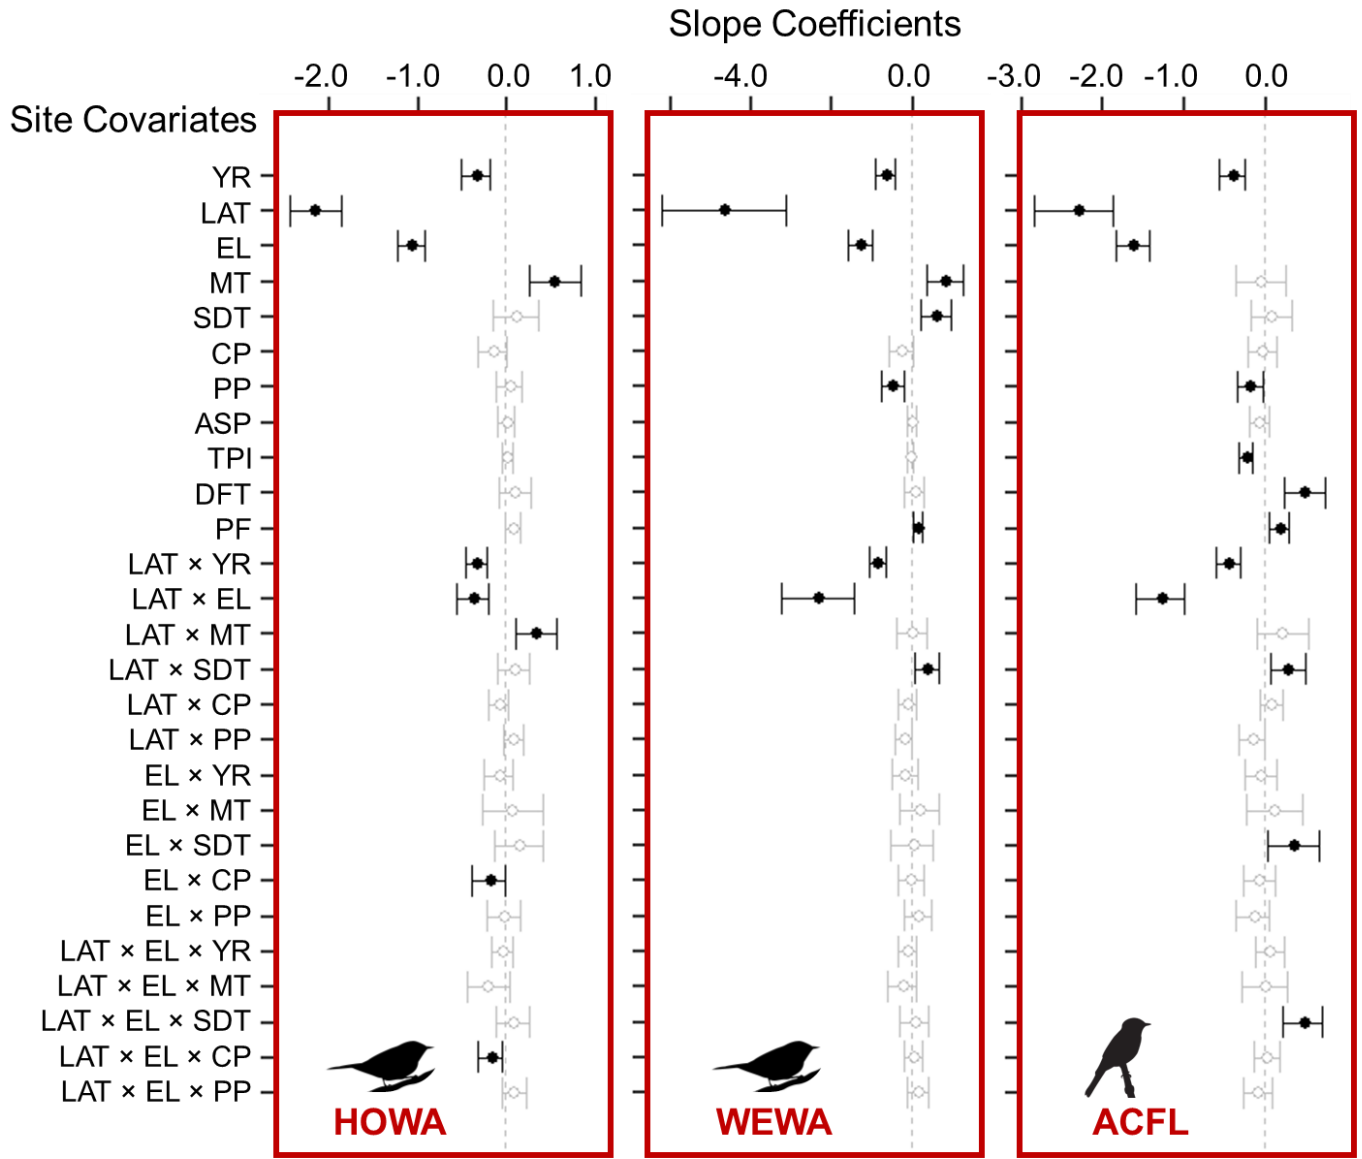 Slope Coefficients
-2.0 -1.0 0.0 1.0 -4.0 0.0 -3.0 -2.0 -1.0 0.0
Site Covariates
YR
LAT
EL
MT
SDT
CP
PP
ASP
TPI
DFT
PF
LAT × YR
LAT × EL
LAT × MT
LAT × SDT
LAT × CP
LAT × PP
EL × YR
EL × MT
EL × SDT
EL × CP
EL × PP
LAT × EL × YR
LAT × EL × MT
LAT × EL × SDT
LAT × EL × CP
LAT × EL × PP
HOWA WEWA ACFL